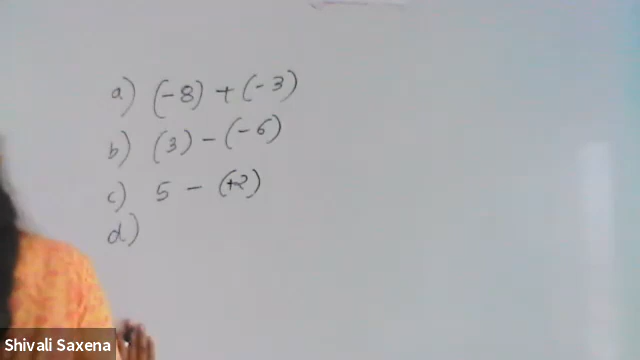 a) (-8) + (-3)
b) (3) - (-6)
c) 5 - (+2)
d)
Shivali Saxena